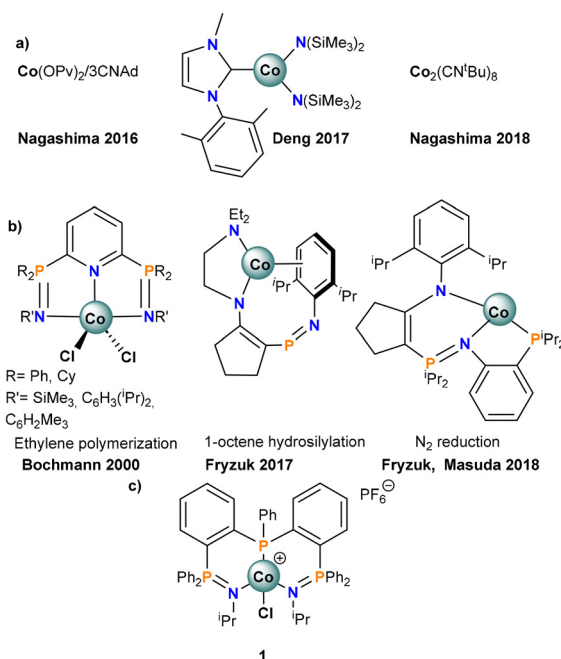 a)
Co(OPv)2/3CNAd
N
N
Co
N(SiMe3)2
N(SiMe3)2
Co2(CNtBu)8
Nagashima 2016
Deng 2017
Nagashima 2018
b)
R2P
N
PR2
R'N
Co
NR'
Cl
Cl
R= Ph, Cy
R'= SiMe3, C6H3(iPr)2,
C6H2Me3
NEt2
Co
iPr
iPr
N
N
P
iPr
iPr
N
Co
N
P
iPr2
PiPr2
Ethylene polymerization
1-octene hydrosilylation
N2 reduction
Bochmann 2000
Fryzuk 2017
Fryzuk, Masuda 2018
c)
PF6⊖
Ph
P
⊕
Ph2P
Co
PPh2
N
N
Cl
iPr
iPr
1